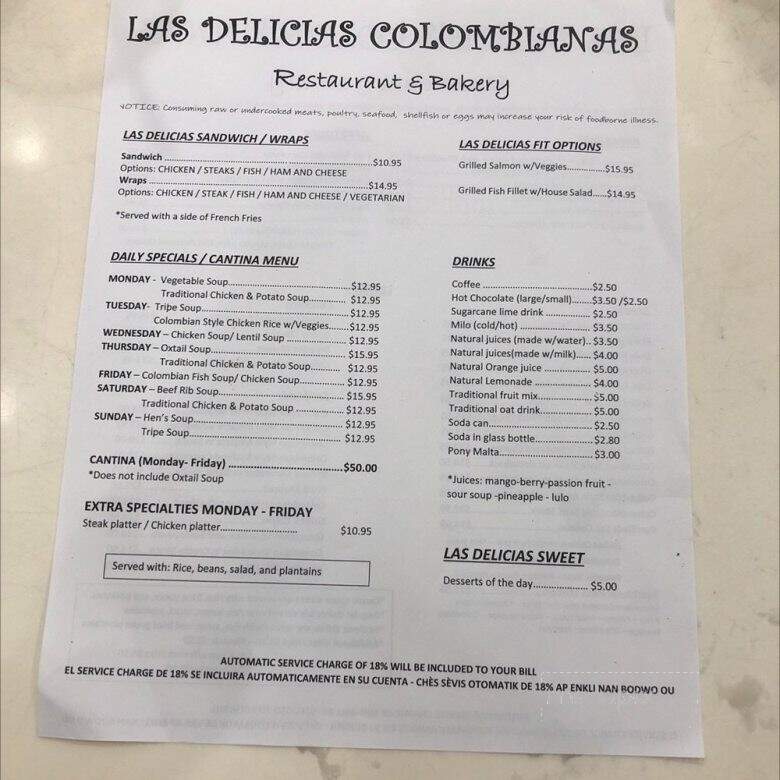 LAS DELICIAS COLOMBIANAS
Restaurant & Bakery
NOTICE: Consuming raw or undercooked meats, poultry, seafood, shellfish or eggs may increase your risk of foodborne illness.
LAS DELICIAS SANDWICH / WRAPS
Sandwich ........................................................$10.95
Options: CHICKEN / STEAKS / FISH / HAM AND CHEESE
Wraps ............................................................$14.95
Options: CHICKEN / STEAK / FISH / HAM AND CHEESE / VEGETARIAN
*Served with a side of French Fries
DAILY SPECIALS / CANTINA MENU
MONDAY - Vegetable Soup........................................$12.95
Traditional Chicken & Potato Soup............ $12.95
TUESDAY- Tripe Soup................................................$12.95
Colombian Style Chicken Rice w/Veggies......$12.95
WEDNESDAY – Chicken Soup/ Lentil Soup .................. $12.95
THURSDAY – Oxtail Soup..........................................$15.95
Traditional Chicken & Potato Soup.......... $12.95
FRIDAY – Colombian Fish Soup/ Chicken Soup............$12.95
SATURDAY – Beef Rib Soup.....................................$15.95
Traditional Chicken & Potato Soup ..............$12.95
SUNDAY – Hen's Soup............................................$12.95
Tripe Soup................................................. $12.95
CANTINA (Monday- Friday) ......................................$50.00
*Does not include Oxtail Soup
EXTRA SPECIALTIES MONDAY - FRIDAY
Steak platter / Chicken platter.......................... $10.95
Served with: Rice, beans, salad, and plantains
LAS DELICIAS FIT OPTIONS
Grilled Salmon w/Veggies..............$15.95
Grilled Fish Fillet w/House Salad.....$14.95
DRINKS
Coffee ....................................$2.50
Hot Chocolate (large/small).......$3.50 /$2.50
Sugarcane lime drink ................. $2.50
Milo (cold/hot) ......................... $3.50
Natural juices (made w/water).. $3.50
Natural juices(made w/milk)..... $4.00
Natural Orange juice .................. $5.00
Natural Lemonade ..................... $4.00
Traditional fruit mix....................$5.00
Traditional oat drink...................$5.00
Soda can....................................$2.50
Soda in glass bottle.....................$2.80
Pony Malta.................................$3.00
*Juices: mango-berry-passion fruit -
sour soup -pineapple - lulo
LAS DELICIAS SWEET
Desserts of the day.................... $5.00
AUTOMATIC SERVICE CHARGE OF 18% WILL BE INCLUDED TO YOUR BILL
EL SERVICE CHARGE DE 18% SE INCLUIRA AUTOMATICAMENTE EN SU CUENTA - CHÈS SÈVIS OTOMATIK DE 18% AP ENKLI NAN BODWO OU